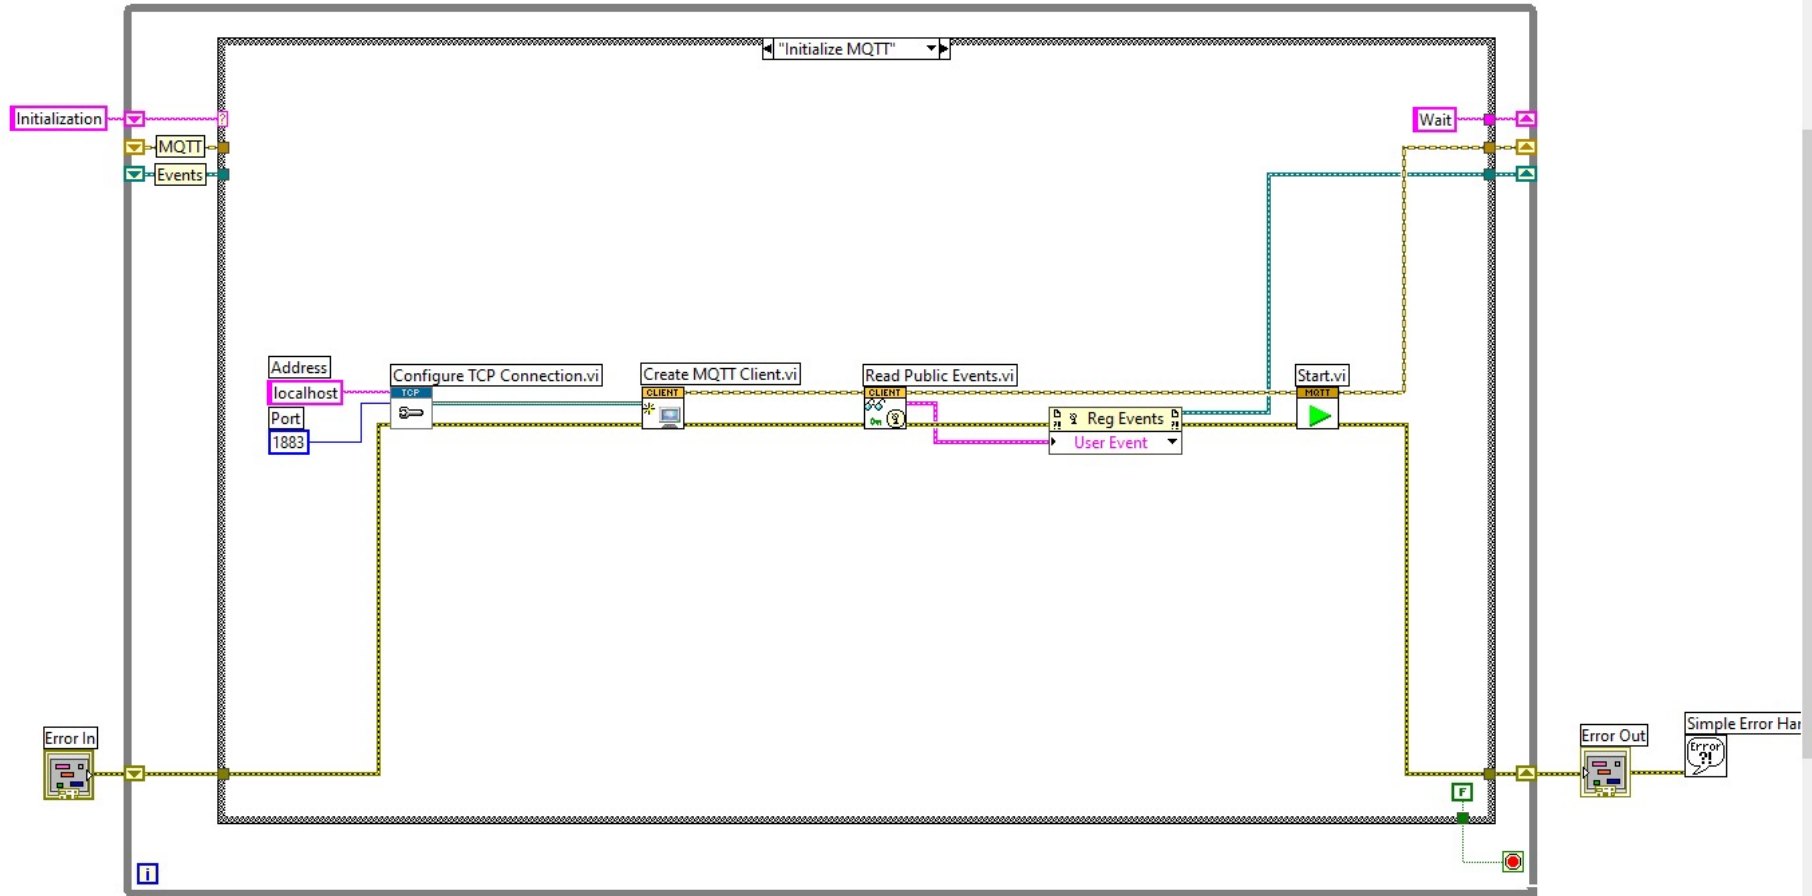 "Initialize MQTT"
Initialization
?
Wait
MQTT
Events
Address
localhost
Port
1883
Configure TCP Connection.vi
TCP
Create MQTT Client.vi
CLIENT
Read Public Events.vi
CLIENT
Reg Events
User Event
Start.vi
MQTT
Error In
Error Out
Simple Error Har
Error
?!
F
i